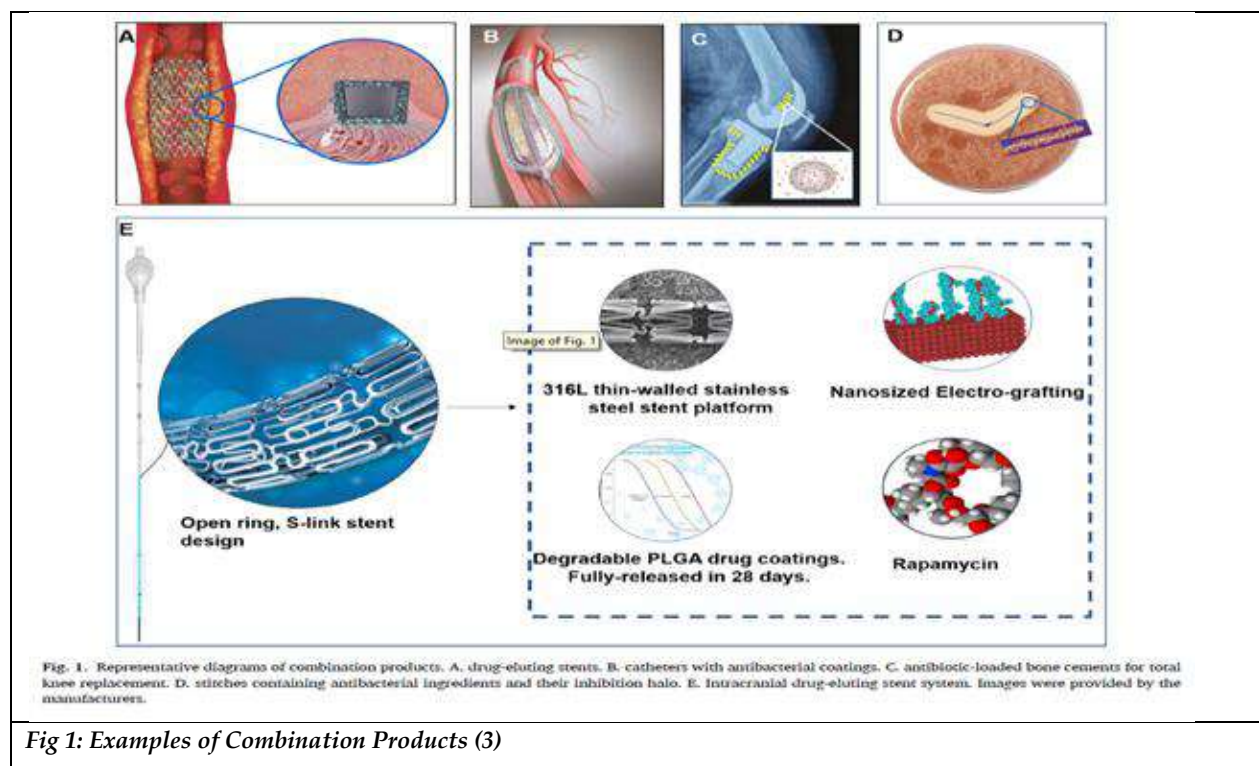 A
B
C
D
E
Image of Fig. 1
316L thin-walled stainless
steel stent platform
Nanosized Electro-grafting
Open ring, S-link stent
design
Degradable PLGA drug coatings.
Fully-released in 28 days.
Rapamycin
Fig. 1. Representative diagrams of combination products. A. drug-eluting stents. B. catheters with antibacterial coatings. C. antibiotic-loaded bone cements for total
knee replacement. D. stitches containing antibacterial ingredients and their inhibition halo. E. Intracranial drug-eluting stent system. Images were provided by the
manufacturers.
Fig 1: Examples of Combination Products (3)